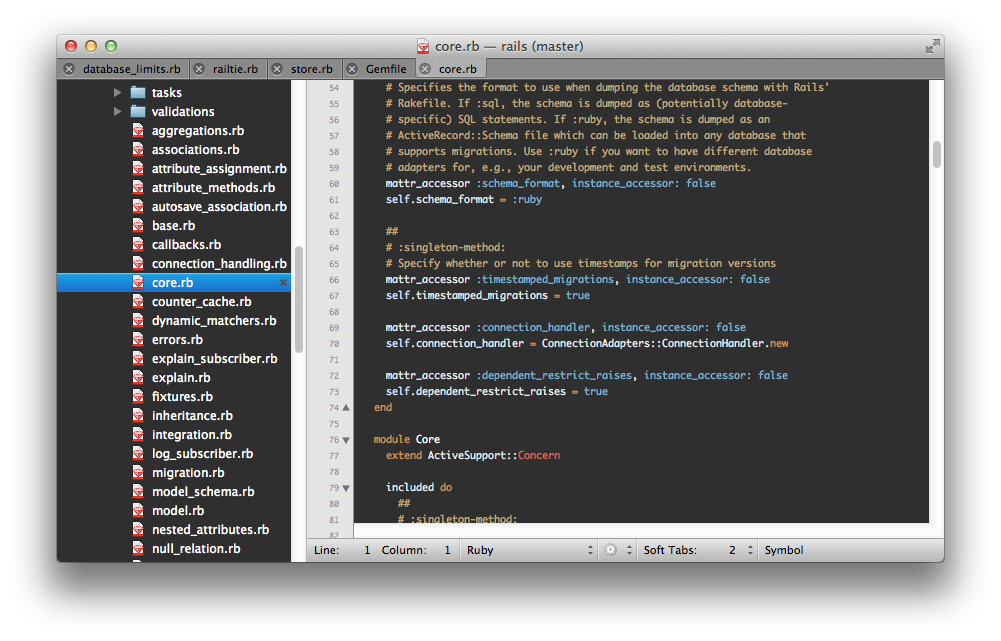 core.rb — rails (master)
database_limits.rb railtie.rb store.rb Gemfile core.rb
tasks
validations
aggregations.rb
associations.rb
attribute_assignment.rb
attribute_methods.rb
autosave_association.rb
base.rb
callbacks.rb
connection_handling.rb
core.rb
counter_cache.rb
dynamic_matchers.rb
errors.rb
explain_subscriber.rb
explain.rb
fixtures.rb
inheritance.rb
integration.rb
log_subscriber.rb
migration.rb
model_schema.rb
model.rb
nested_attributes.rb
null_relation.rb
54 # Specifies the format to use when dumping the database schema with Rails'
55 # Rakefile. If :sql, the schema is dumped as (potentially database-
56 # specific) SQL statements. If :ruby, the schema is dumped as an
57 # ActiveRecord::Schema file which can be loaded into any database that
58 # supports migrations. Use :ruby if you want to have different database
59 # adapters for, e.g., your development and test environments.
60 mattr_accessor :schema_format, instance_accessor: false
61 self.schema_format = :ruby
62
63 ##
64 # :singleton-method:
65 # Specify whether or not to use timestamps for migration versions
66 mattr_accessor :timestamped_migrations, instance_accessor: false
67 self.timestamped_migrations = true
68
69 mattr_accessor :connection_handler, instance_accessor: false
70 self.connection_handler = ConnectionAdapters::ConnectionHandler.new
71
72 mattr_accessor :dependent_restrict_raises, instance_accessor: false
73 self.dependent_restrict_raises = true
74 end
75
76 module Core
77 extend ActiveSupport::Concern
78
79 included do
80 ##
81 # :singleton-method:
82
Line: 1 Column: 1 Ruby Soft Tabs: 2 Symbol